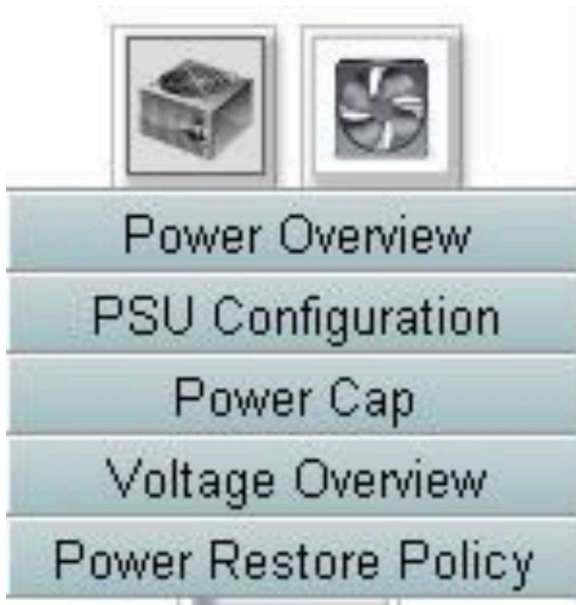 Power Overview
PSU Configuration
Power Cap
Voltage Overview
Power Restore Policy